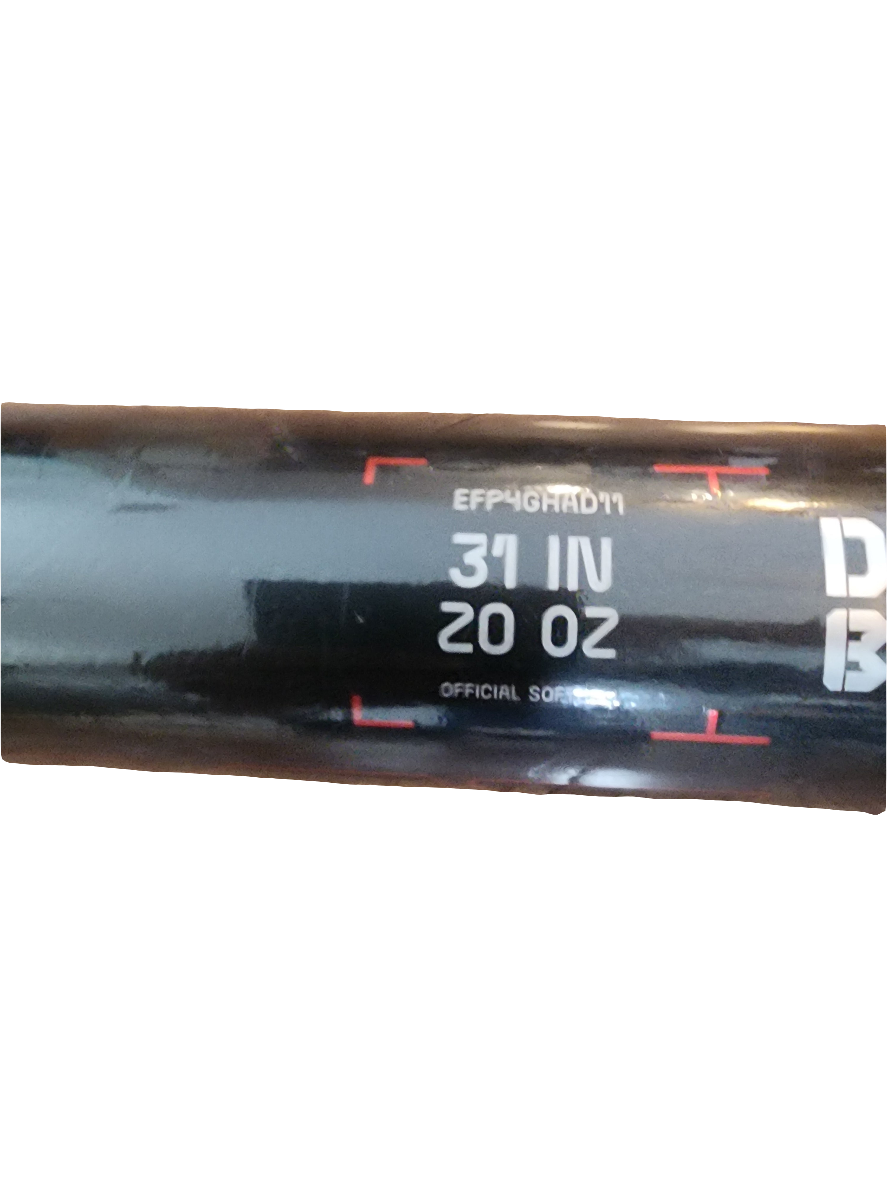 EFP4GHAD11
31 IN
20 OZ
OFFICIAL
D
B